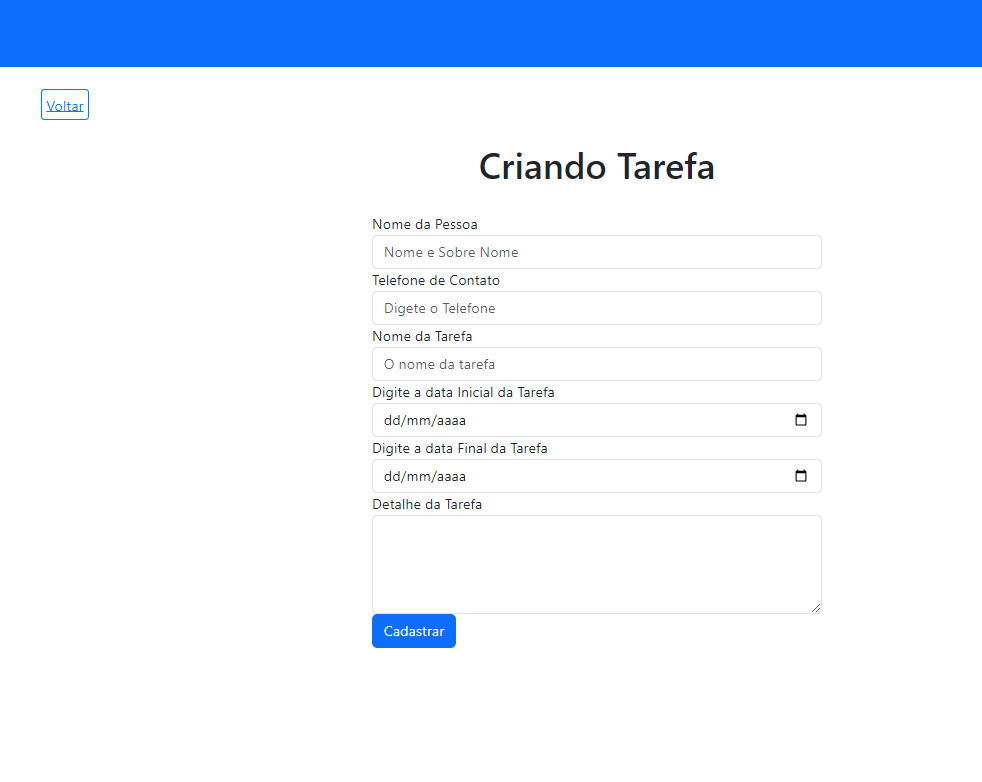 Voltar
Criando Tarefa
Nome da Pessoa
Nome e Sobre Nome
Telefone de Contato
Digete o Telefone
Nome da Tarefa
O nome da tarefa
Digite a data Inicial da Tarefa
dd/mm/aaaa
Digite a data Final da Tarefa
dd/mm/aaaa
Detalhe da Tarefa
Cadastrar